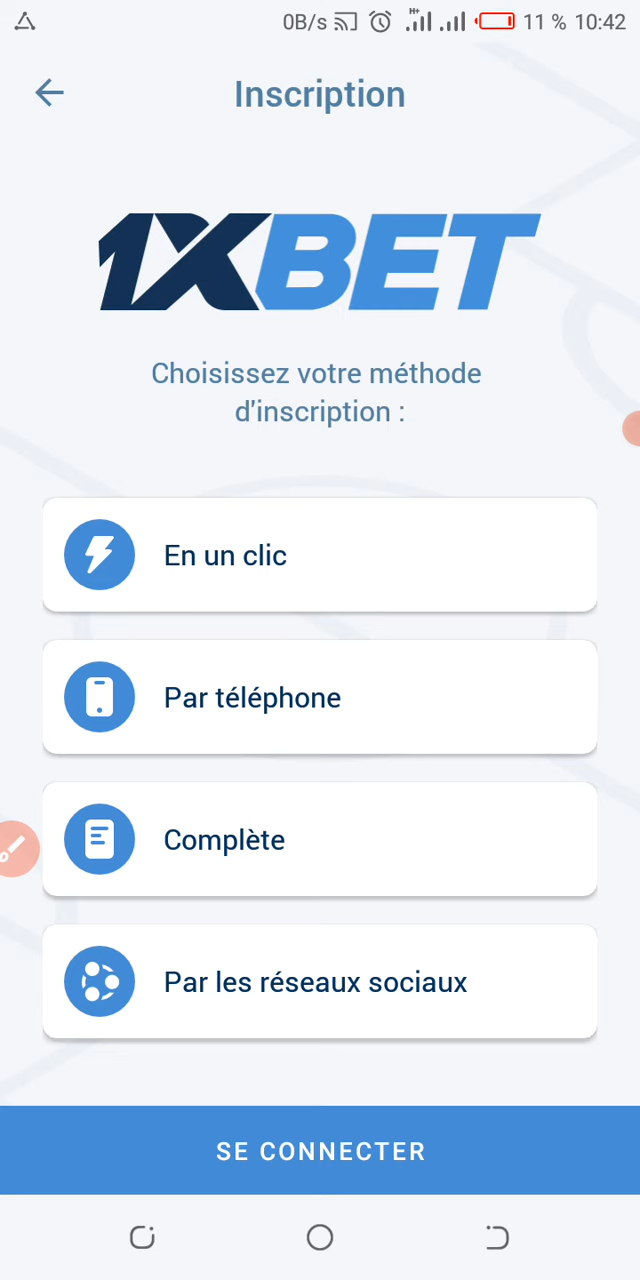 0B/s H+ 11 % 10:42
Inscription
1XBET
Choisissez votre méthode
d'inscription :
En un clic
Par téléphone
Complète
Par les réseaux sociaux
SE CONNECTER